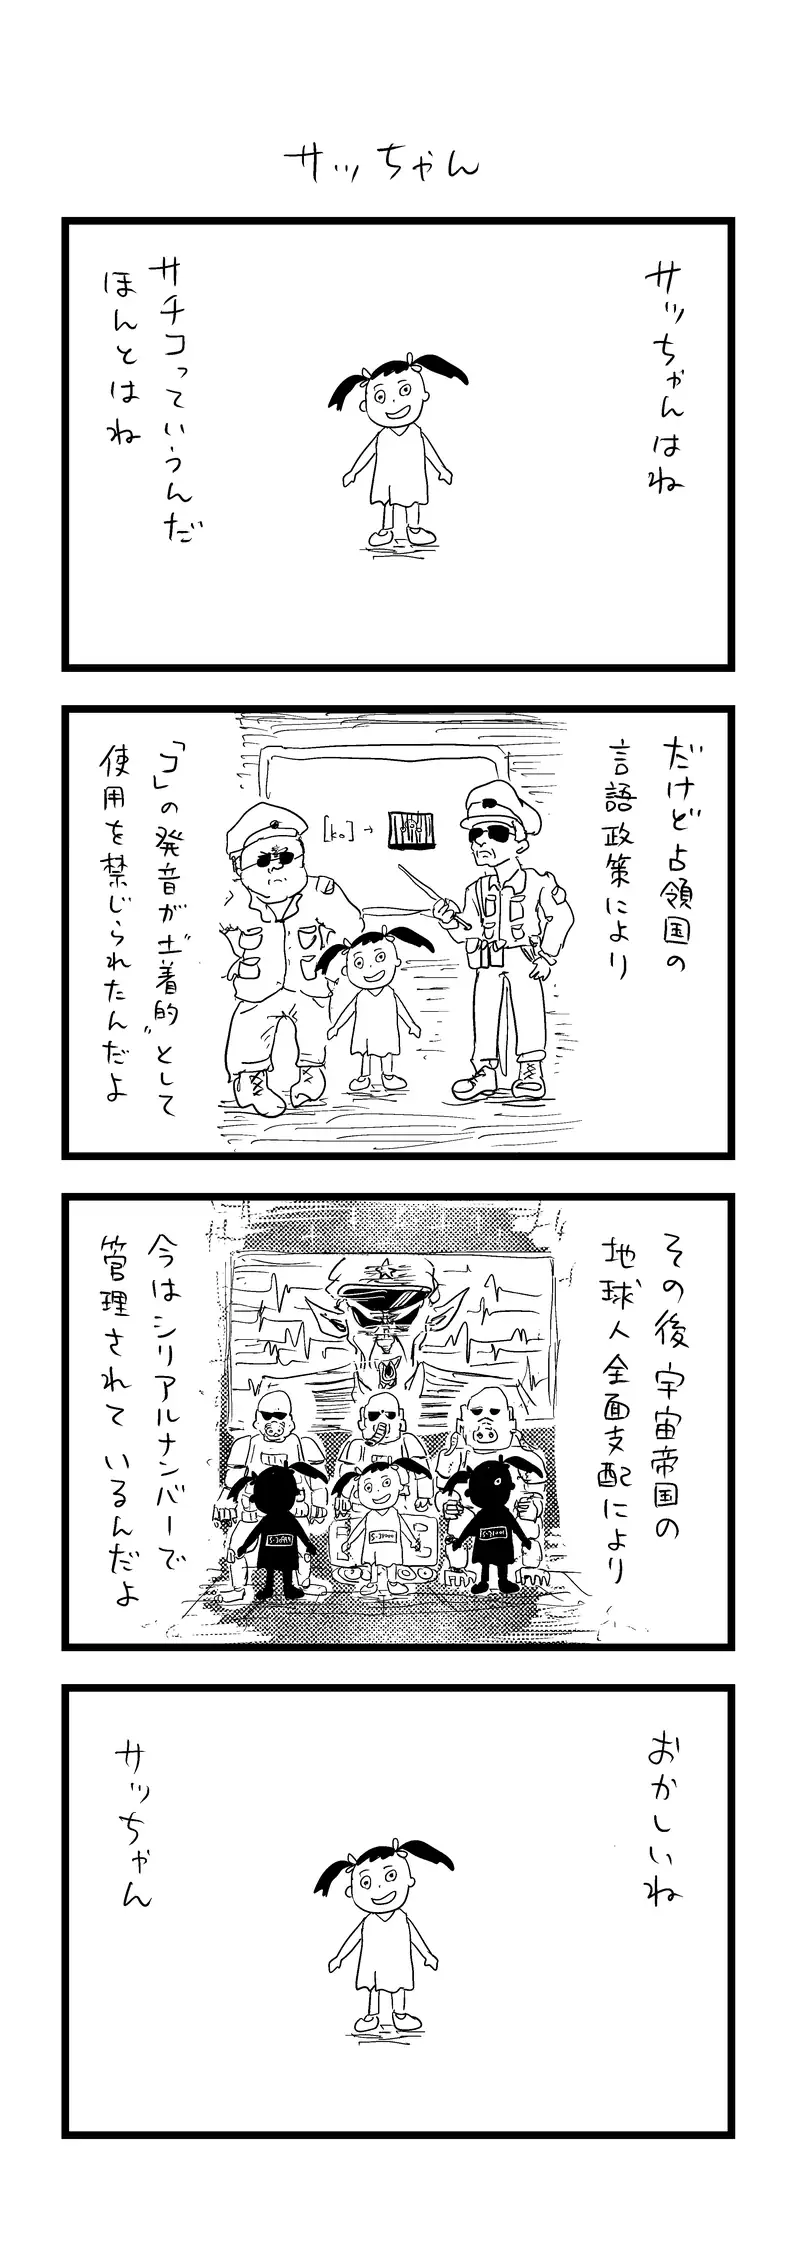 サッちゃん
サッちゃんはね
サチコっていうんだ
ほんとはね
だけど占領国の
言語政策により
[ko]→
「コ」の発音が“土着的”として
使用を禁じられたんだよ
その後宇宙帝国の
地球人全面支配により
今はシリアルナンバーで
管理されているんだよ
おかしいね
サッちゃん